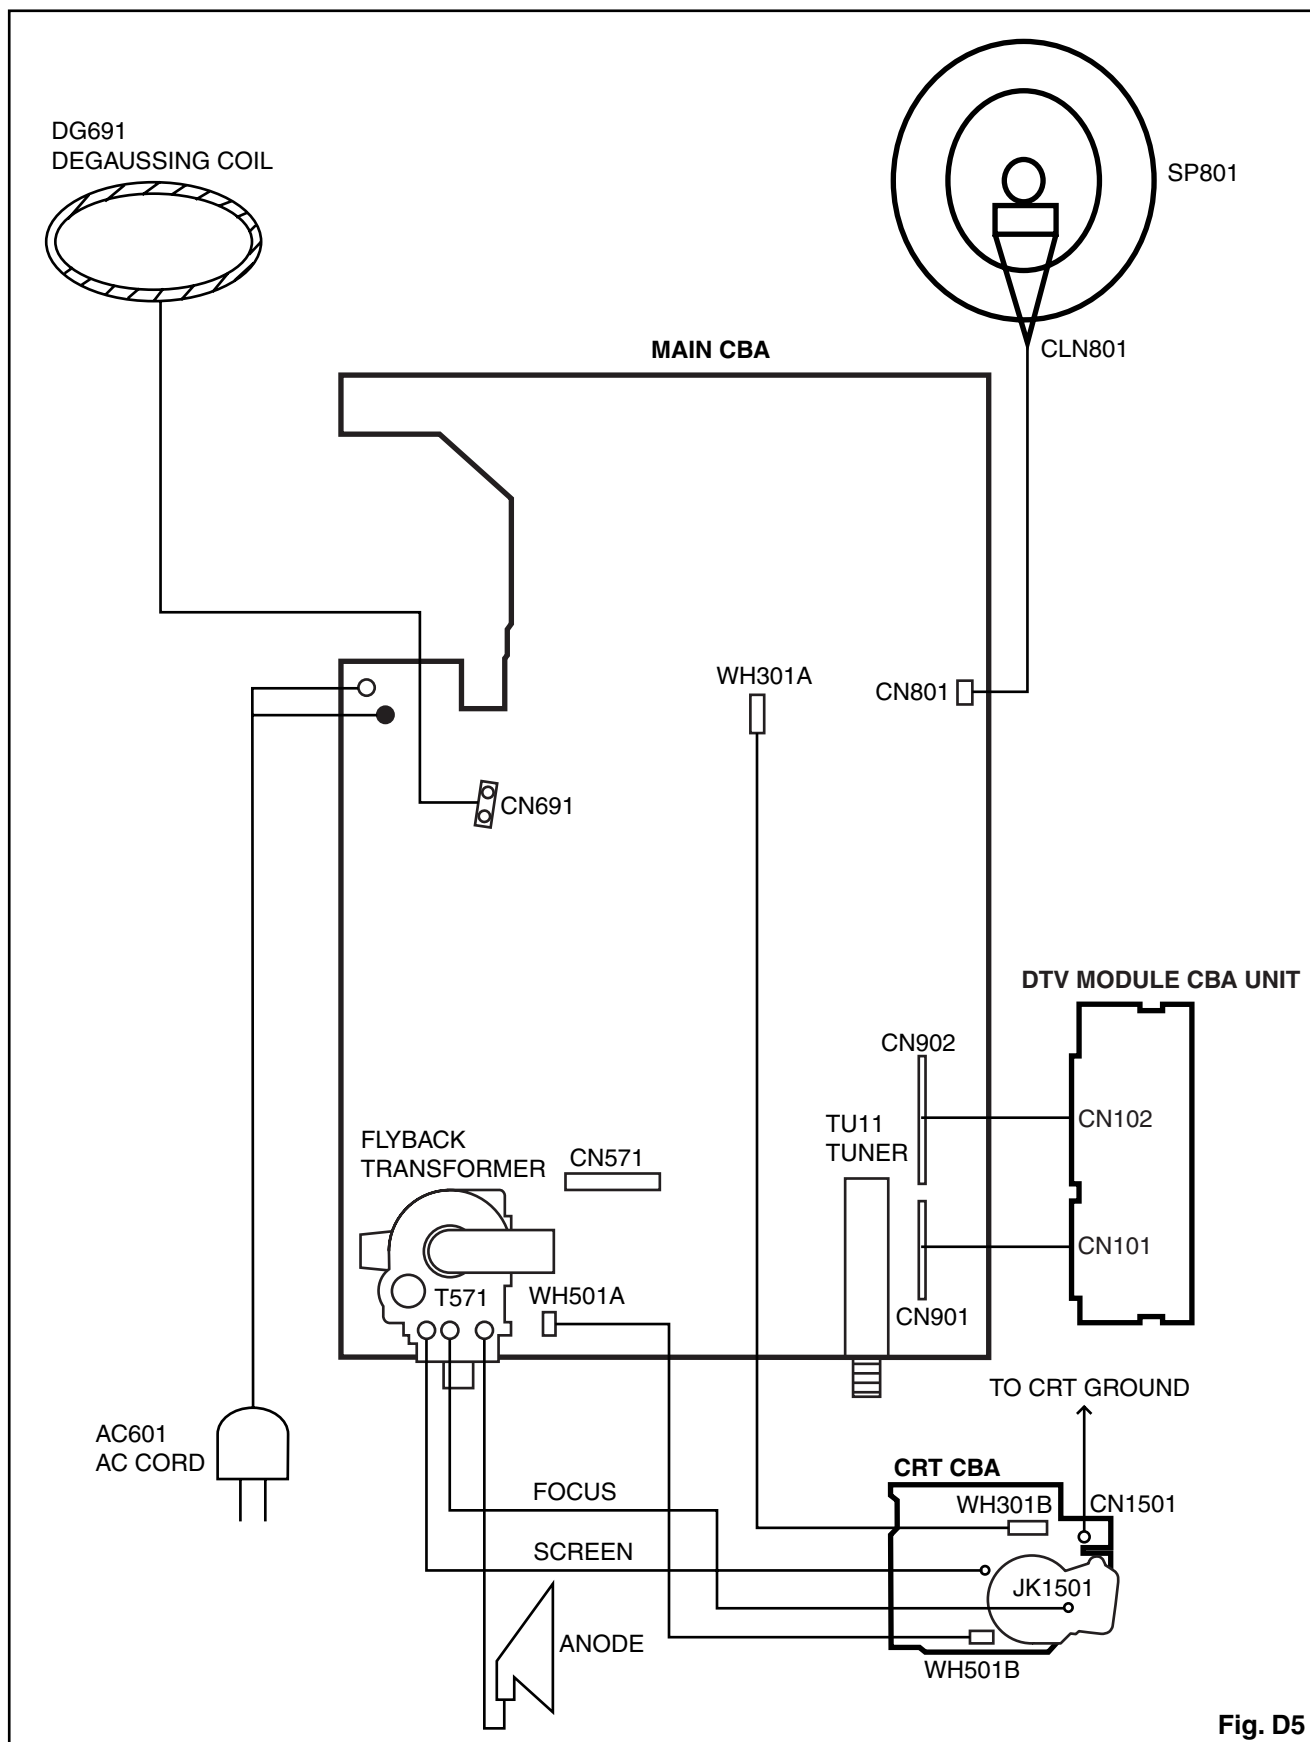 DG691
DEGAUSSING COIL
SP801
CLN801
MAIN CBA
WH301A
CN801
CN691
DTV MODULE CBA UNIT
CN902
CN102
TU11
TUNER
FLYBACK
TRANSFORMER
CN571
CN101
T571
WH501A
CN901
TO CRT GROUND
AC601
AC CORD
CRT CBA
FOCUS
WH301B
CN1501
SCREEN
JK1501
ANODE
WH501B
Fig. D5